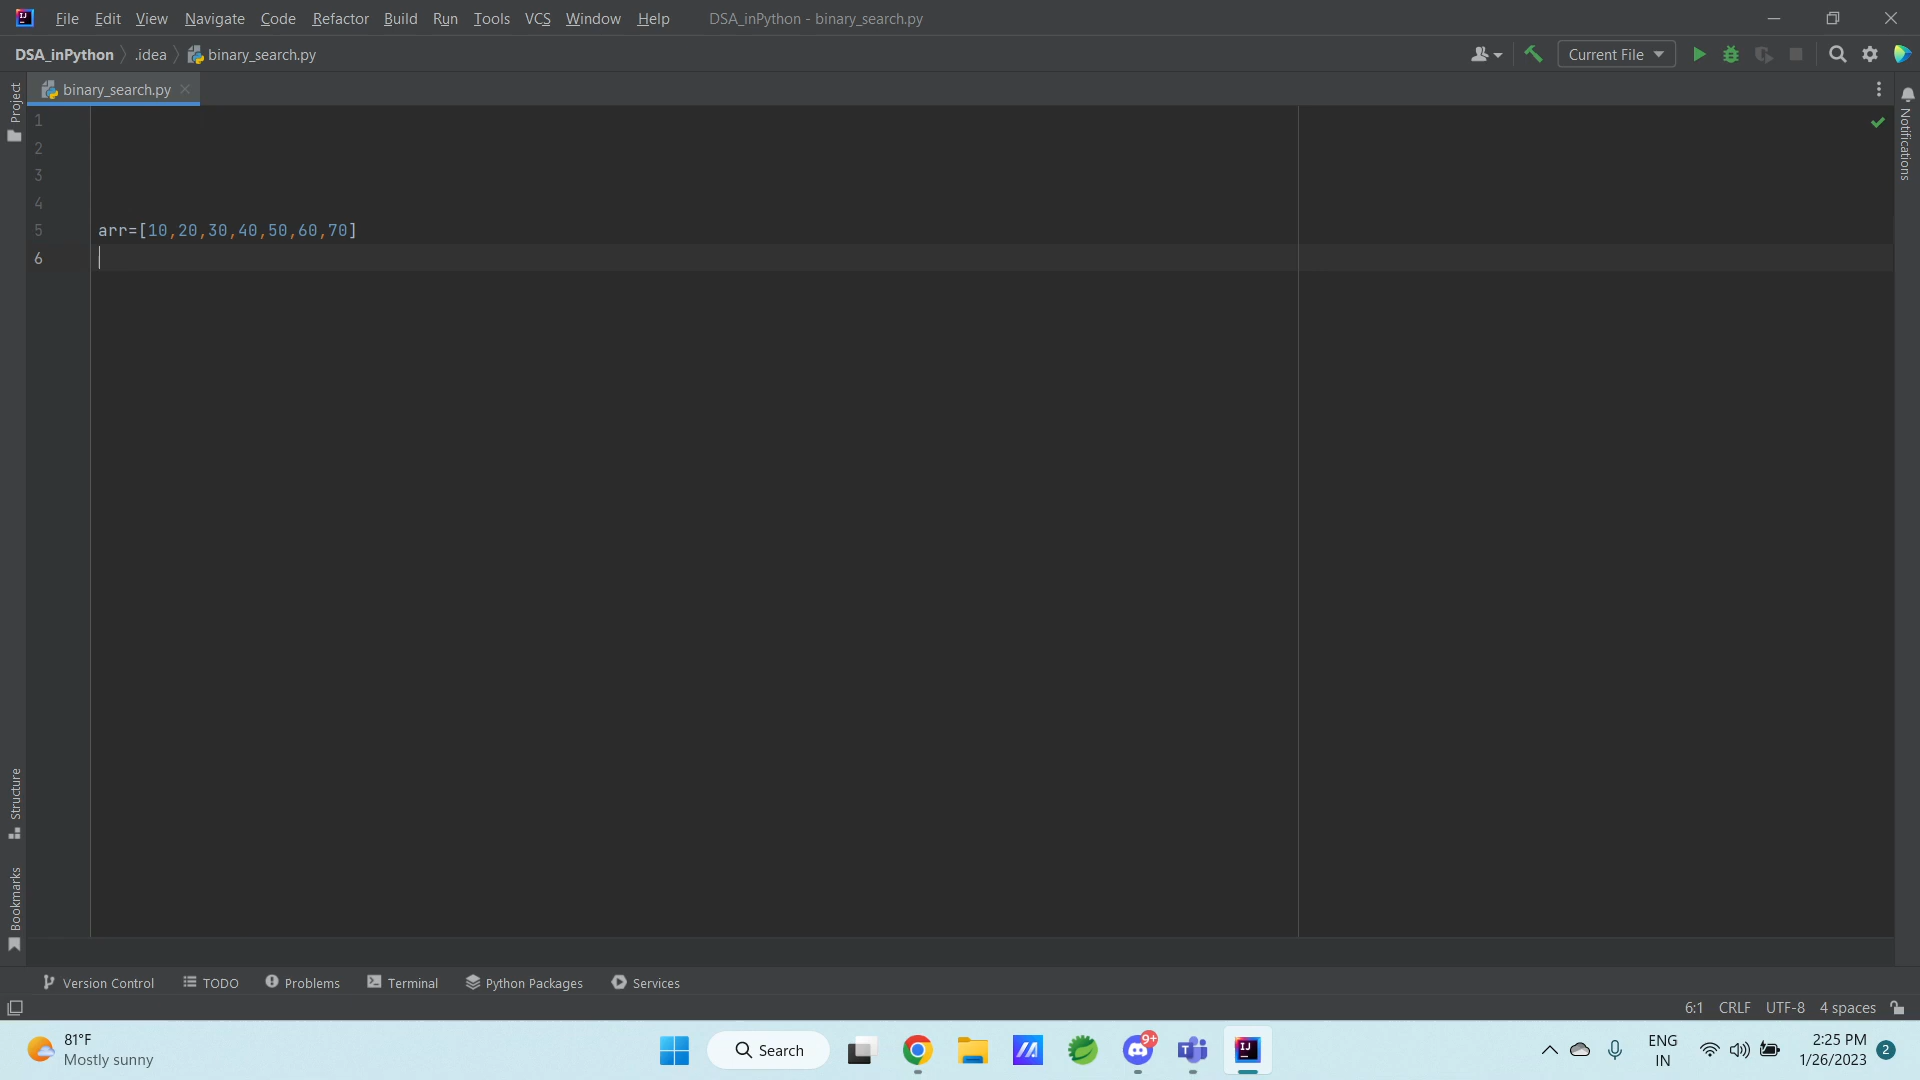 File Edit View Navigate Code Refactor Build Run Tools VCS Window Help DSA_inPython - binary_search.py
DSA_inPython .idea binary_search.py Current File
Project
binary_search.py
Notifications
1
2
3
4
5 arr=[10,20,30,40,50,60,70]
6
Structure
Bookmarks
Version Control TODO Problems Terminal Python Packages Services
6:1 CRLF UTF-8 4 spaces
81°F
Mostly sunny
Search
9+
ENG
IN
2:25 PM
1/26/2023
2